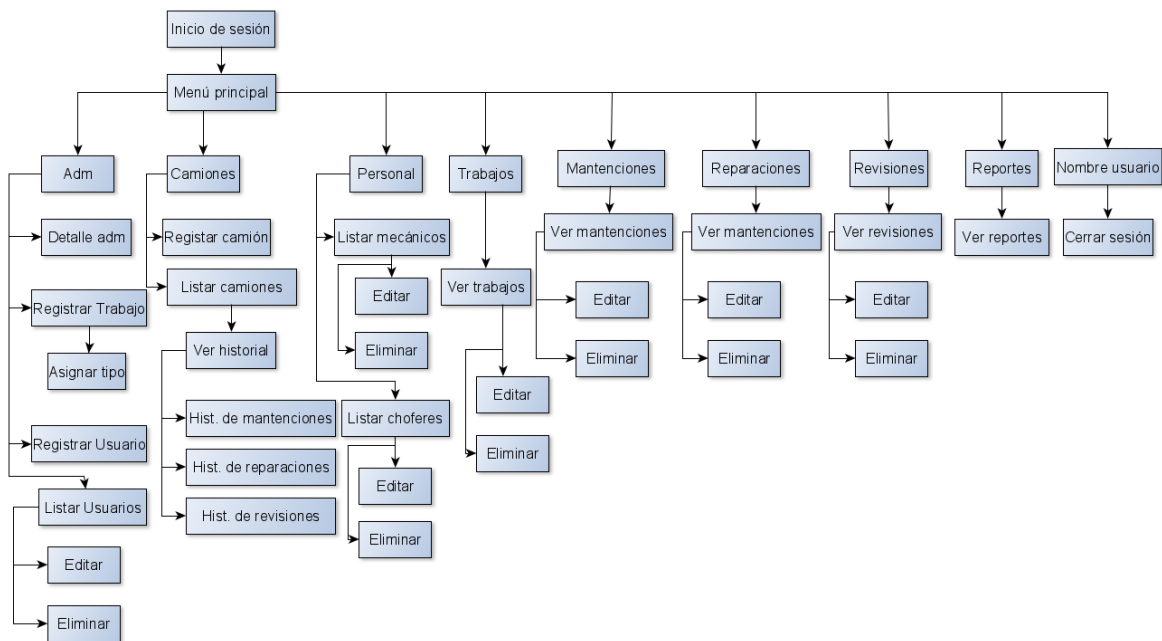 Inicio de sesión
Menú principal
Adm
Camiones
Personal
Trabajos
Mantenciones
Reparaciones
Revisiones
Reportes
Nombre usuario
Detalle adm
Registar camión
Listar mecánicos
Ver mantenciones
Ver mantenciones
Ver revisiones
Ver reportes
Cerrar sesión
Registrar Trabajo
Listar camiones
Editar
Ver trabajos
Editar
Editar
Editar
Asignar tipo
Ver historial
Eliminar
Eliminar
Eliminar
Eliminar
Editar
Hist. de mantenciones
Listar choferes
Registrar Usuario
Hist. de reparaciones
Eliminar
Editar
Listar Usuarios
Hist. de revisiones
Eliminar
Editar
Eliminar